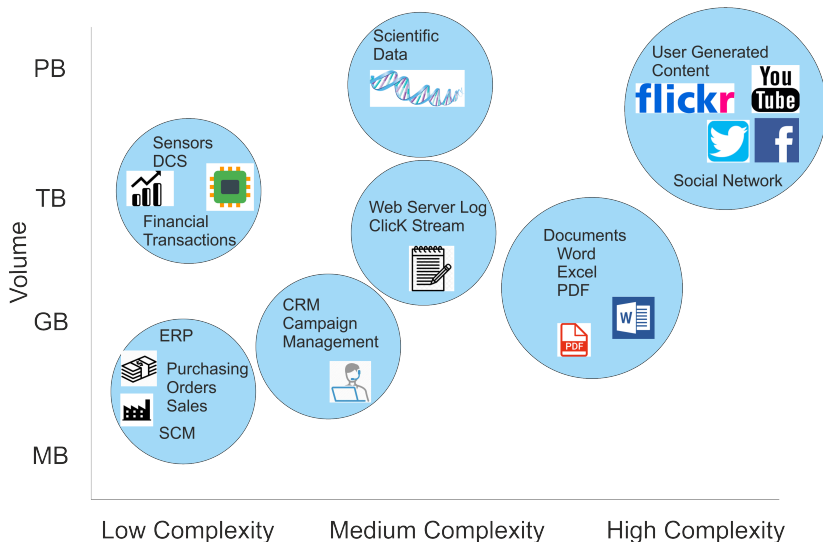 PB
TB
GB
MB
Volume
Scientific
Data
User Generated
Content
flickr
You
Tube
Social Network
Sensors
DCS
Financial
Transactions
Web Server Log
ClicK Stream
Documents
Word
Excel
PDF
W
PDF
CRM
Campaign
Management
ERP
Purchasing
Orders
Sales
SCM
Low Complexity
Medium Complexity
High Complexity